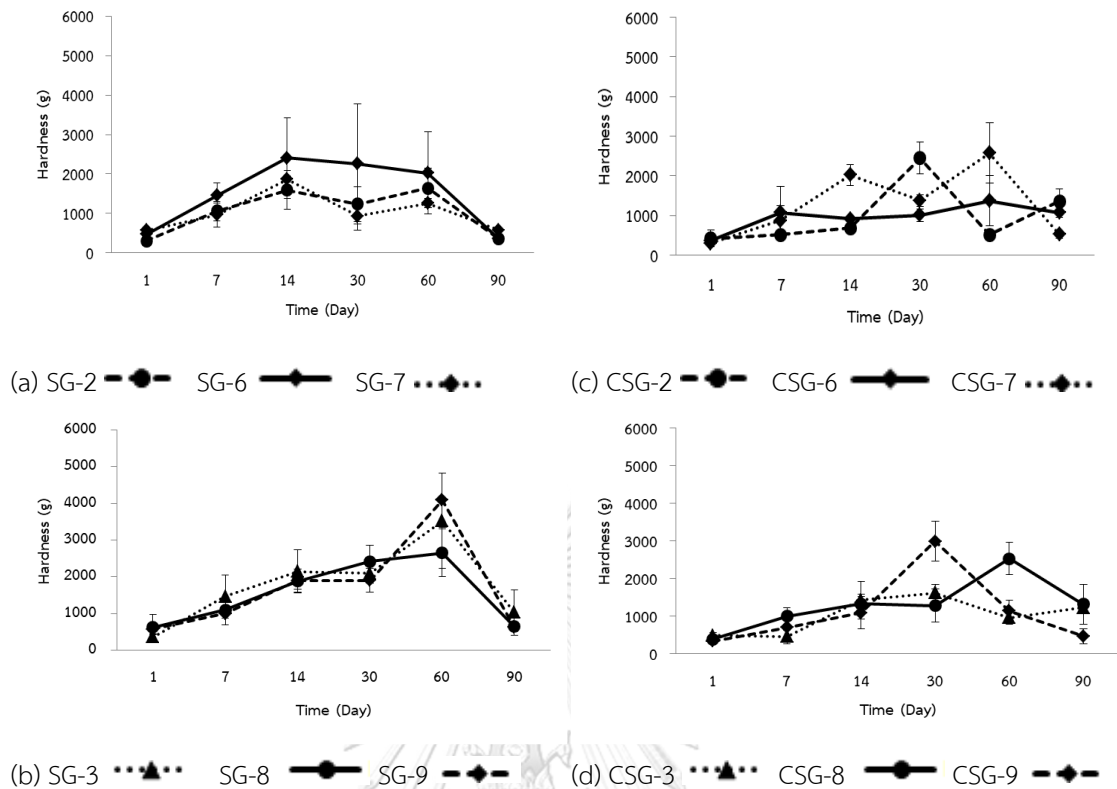 6000
5000
4000
3000
2000
1000
0
Hardness (g)
1 7 14 30 60 90
Time (Day)
(a) SG-2 SG-6 SG-7
6000
5000
4000
3000
2000
1000
0
Hardness (g)
1 7 14 30 60 90
Time (Day)
(c) CSG-2 CSG-6 CSG-7
6000
5000
4000
3000
2000
1000
0
Hardness (g)
1 7 14 30 60 90
Time (Day)
(b) SG-3 SG-8 SG-9
6000
5000
4000
3000
2000
1000
0
Hardness (g)
1 7 14 30 60 90
Time (Day)
(d) CSG-3 CSG-8 CSG-9